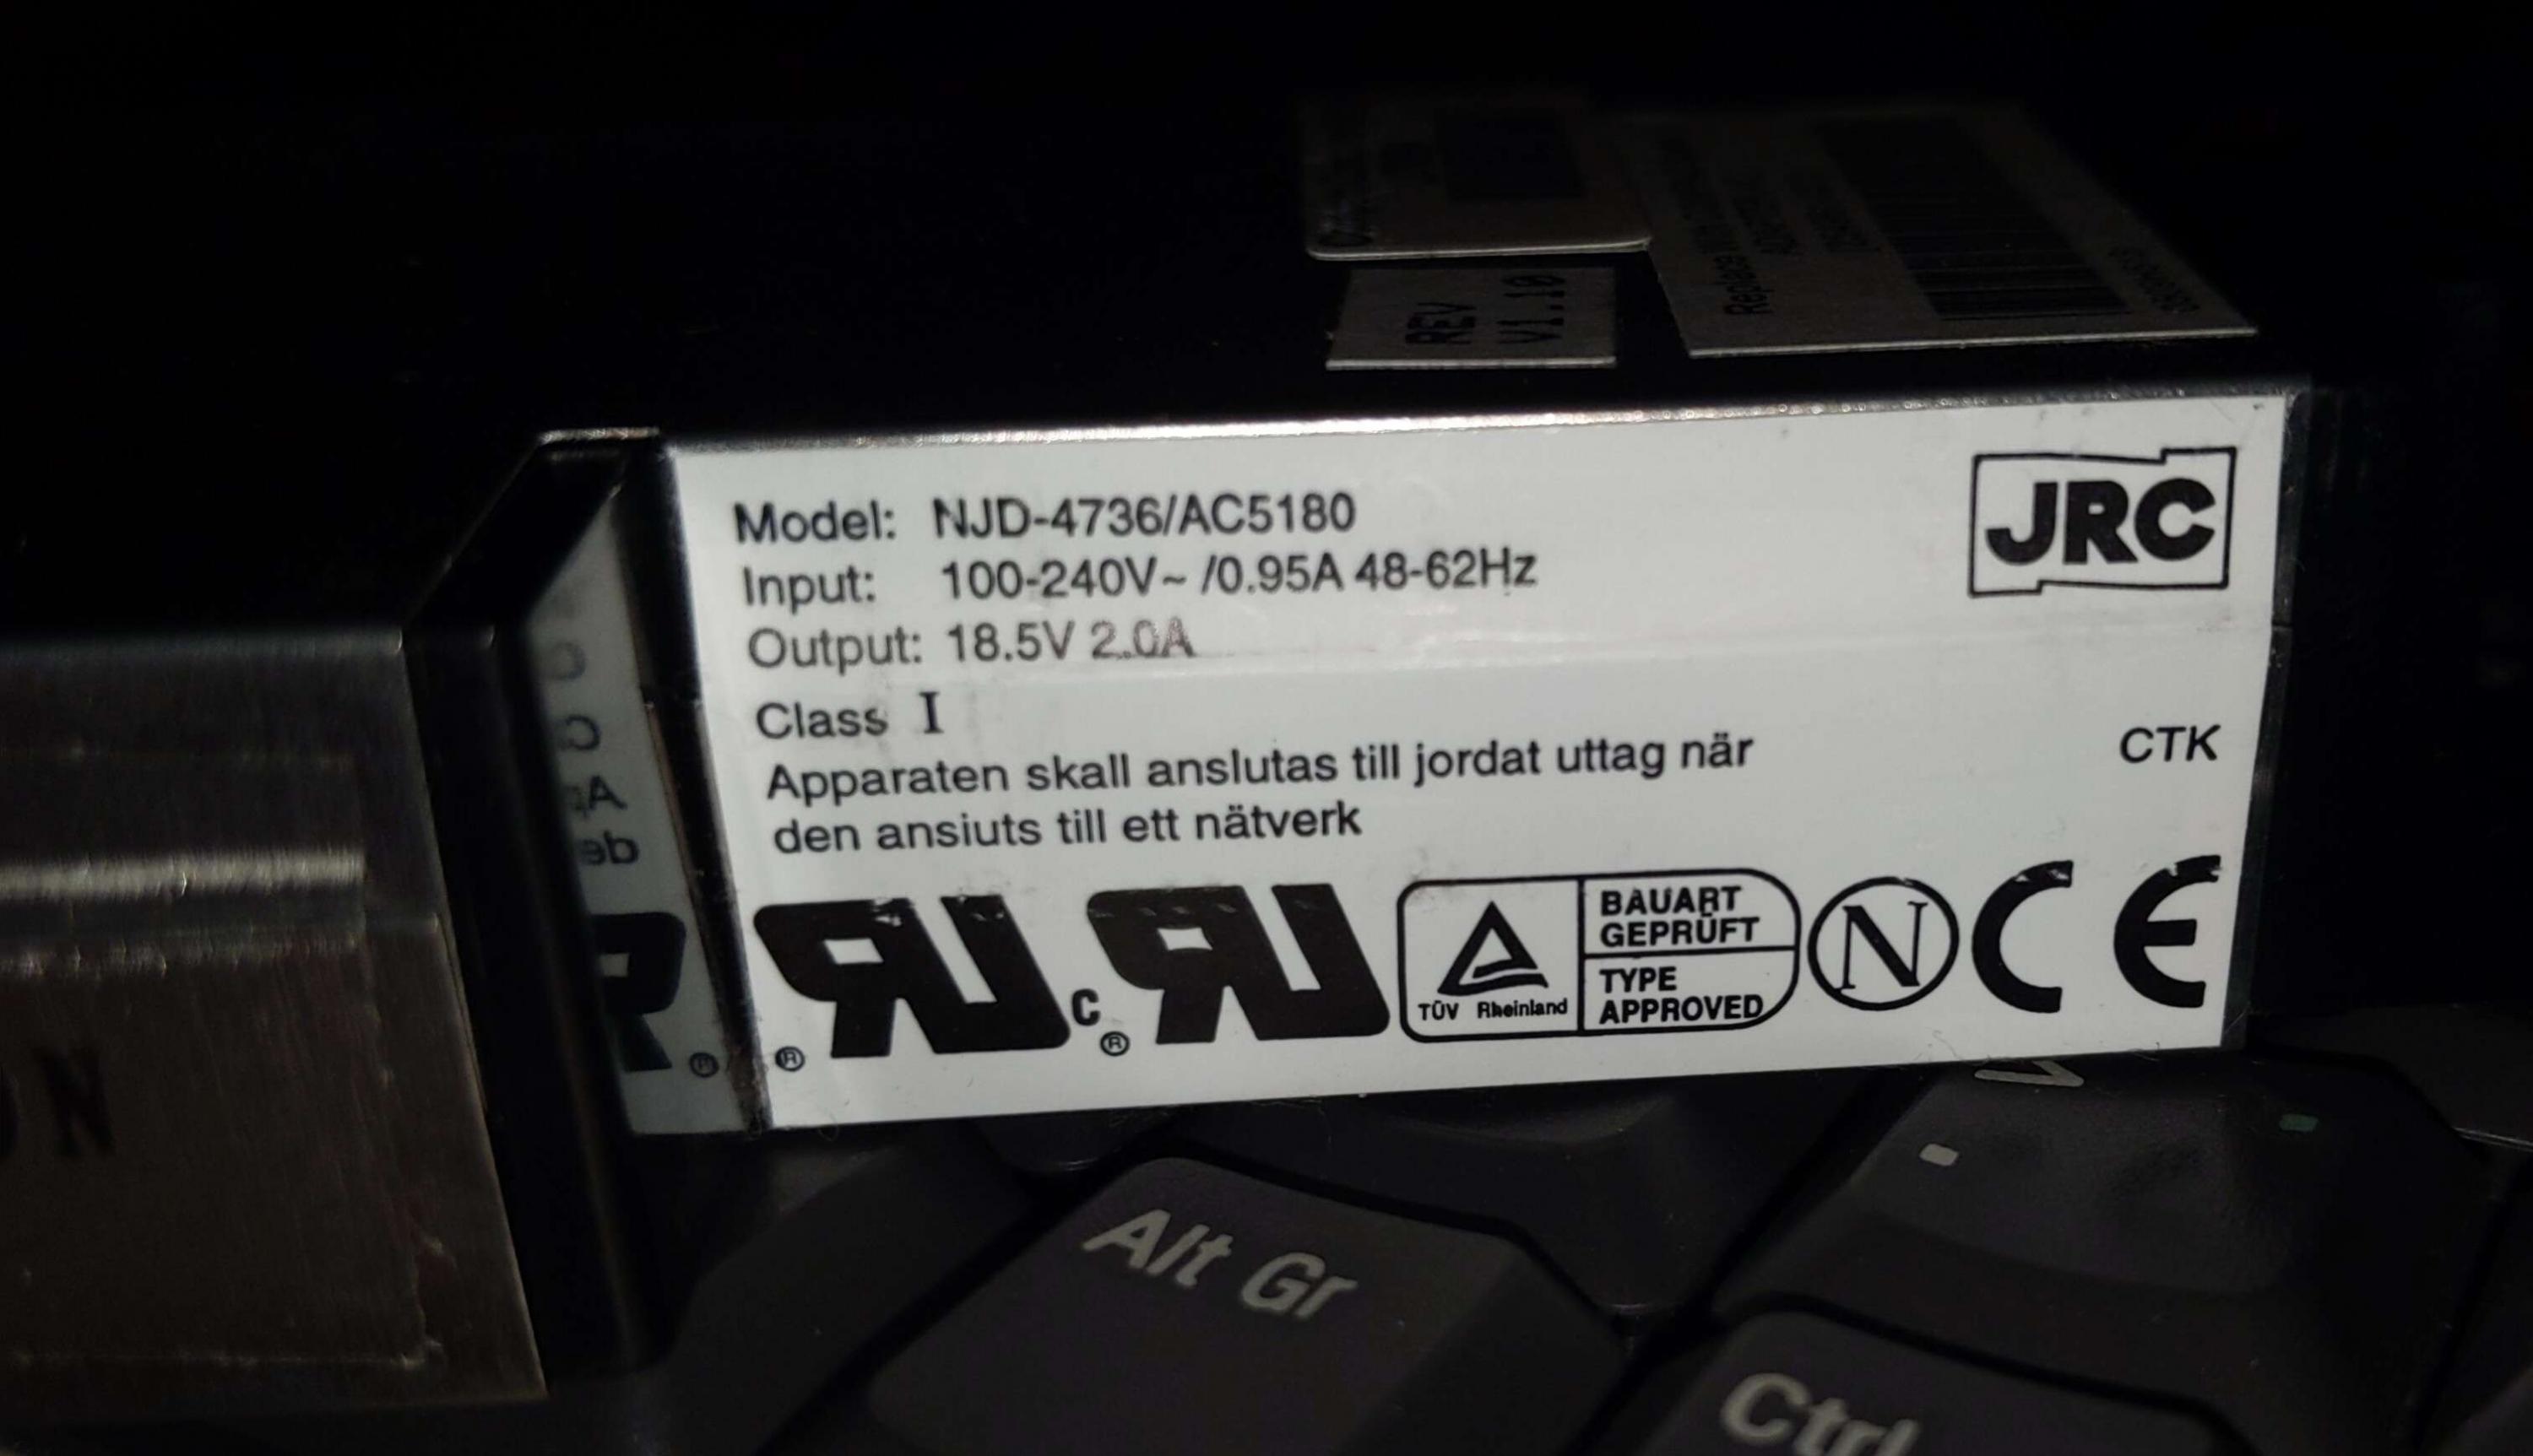 REV
V1.10
Model: NJD-4736/AC5180
Input: 100-240V~ /0.95A 48-62Hz
Output: 18.5V 2.0A
Class I
Apparaten skall anslutas till jordat uttag när
den ansiuts till ett nätverk
JRC
CTK
®
c
®
TÜV Rheinland
BAUART
GEPRÜFT
TYPE
APPROVED
N
CE
Alt Gr
Ctrl